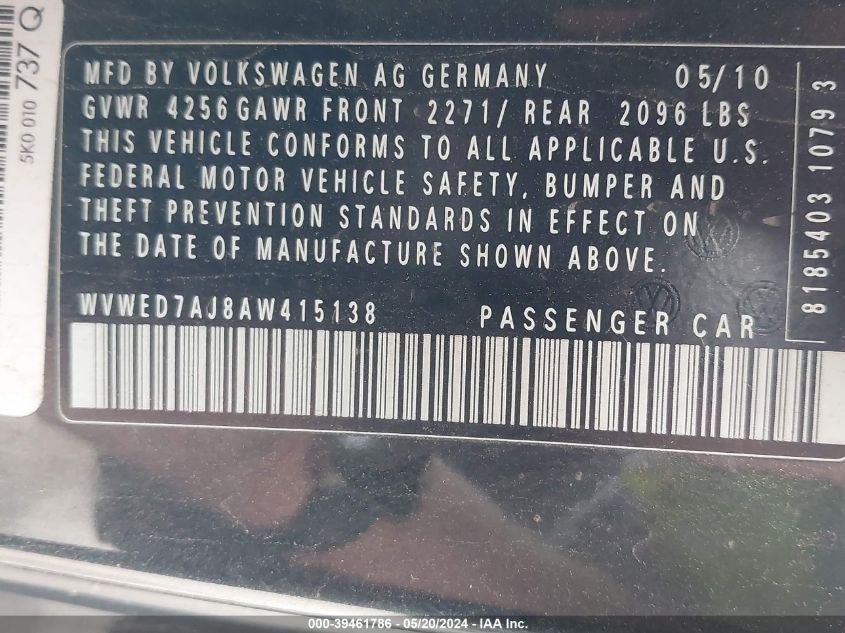 MFD BY VOLKSWAGEN AG GERMANY 05/10
GVWR 4256 GAWR FRONT 2271/ REAR 2096 LBS
THIS VEHICLE CONFORMS TO ALL APPLICABLE U.S.
FEDERAL MOTOR VEHICLE SAFETY, BUMPER AND
THEFT PREVENTION STANDARDS IN EFFECT ON
THE DATE OF MANUFACTURE SHOWN ABOVE.
WVWED7AJ8AW415138 PASSENGER CAR
8185403 1079 3
5K0 010 737 Q
000-39461786 - 05/20/2024 - IAA Inc.